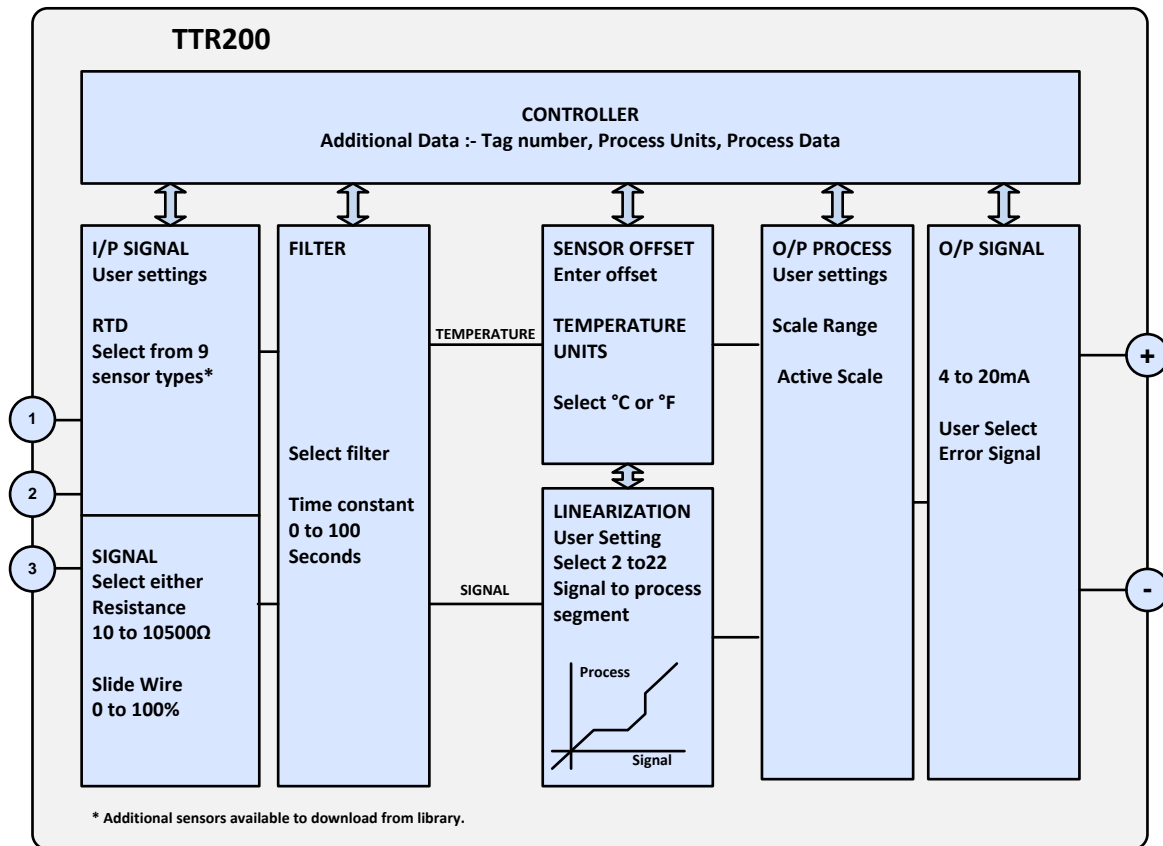 TTR200
CONTROLLER
Additional Data :- Tag number, Process Units, Process Data
I/P SIGNAL
User settings
RTD
Select from 9
sensor types*
1
2
3
SIGNAL
Select either
Resistance
10 to 10500Ω
Slide Wire
0 to 100%
FILTER
Select filter
Time constant
0 to 100
Seconds
TEMPERATURE
SIGNAL
SENSOR OFFSET
Enter offset
TEMPERATURE
UNITS
Select °C or °F
LINEARIZATION
User Setting
Select 2 to22
Signal to process
segment
Process
Signal
O/P PROCESS
User settings
Scale Range
Active Scale
O/P SIGNAL
4 to 20mA
User Select
Error Signal
+
-
* Additional sensors available to download from library.